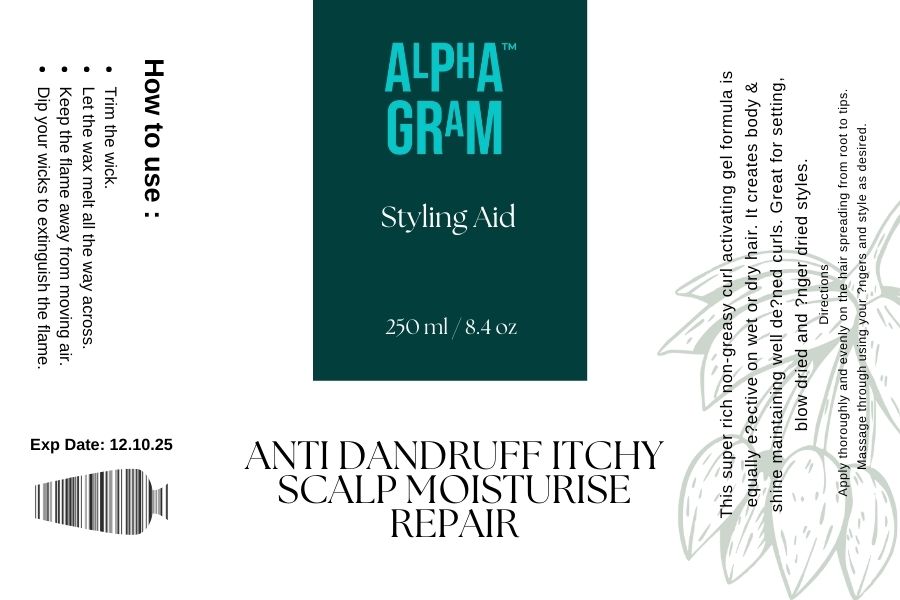 How to use :
• Trim the wick.
• Let the wax melt all the way across.
• Keep the flame away from moving air.
• Dip your wicks to extinguish the flame.
Exp Date: 12.10.25
ALPHA™
GRAM
Styling Aid
250 ml / 8.4 oz
ANTI DANDRUFF ITCHY
SCALP MOISTURISE
REPAIR
This super rich non-greasy curl activating gel formula is
equally e?ective on wet or dry hair. It creates body &
shine maintaining well de?ned curls. Great for setting,
blow dried and ?nger dried styles.
Directions
Apply thoroughly and evenly on the hair spreading from root to tips.
Massage through using your ?ngers and style as desired.